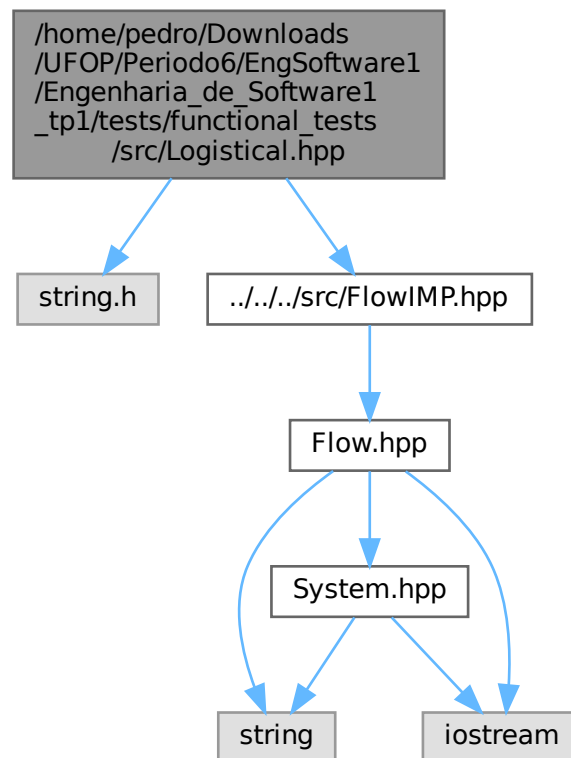 /home/pedro/Downloads
/UFOP/Periodo6/EngSoftware1
/Engenharia_de_Software1
_tp1/tests/functional_tests
/src/Logistical.hpp
string.h
../../../src/FlowIMP.hpp
Flow.hpp
System.hpp
string
iostream